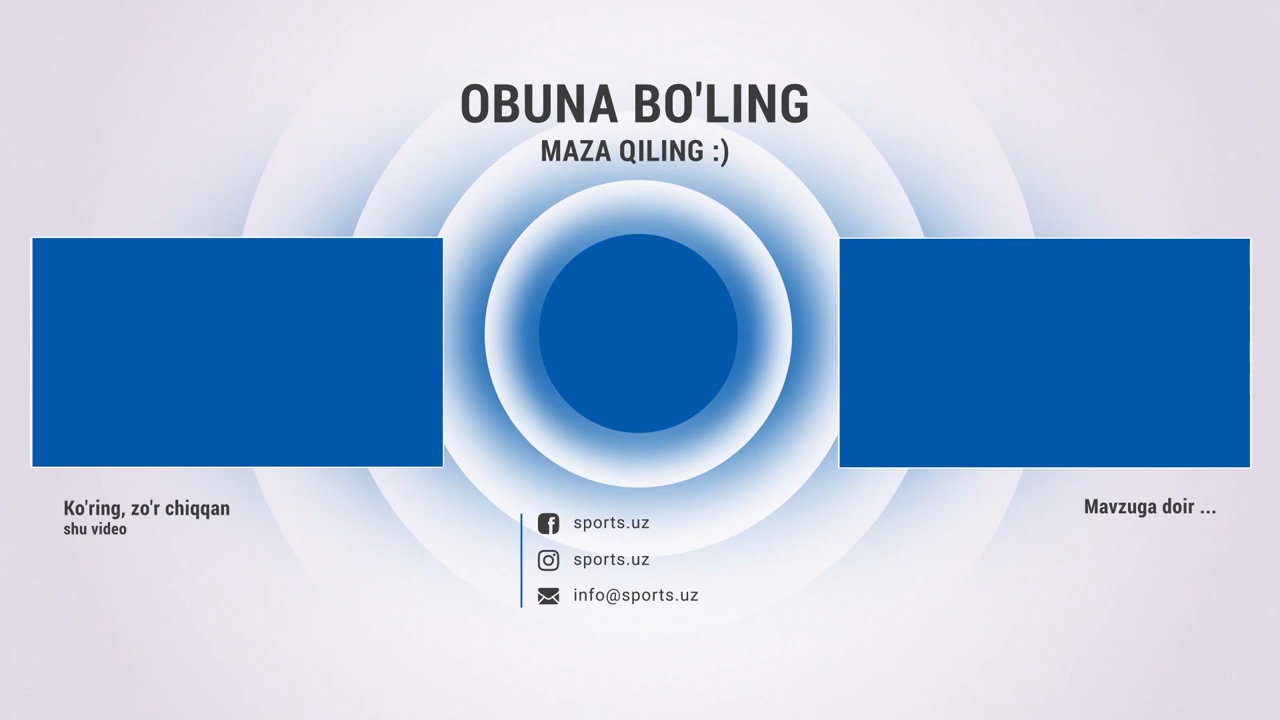 OBUNA BO'LING
MAZA QILING :)
Ko'ring, zo'r chiqqan
shu video
Mavzuga doir ...
sports.uz
sports.uz
info@sports.uz